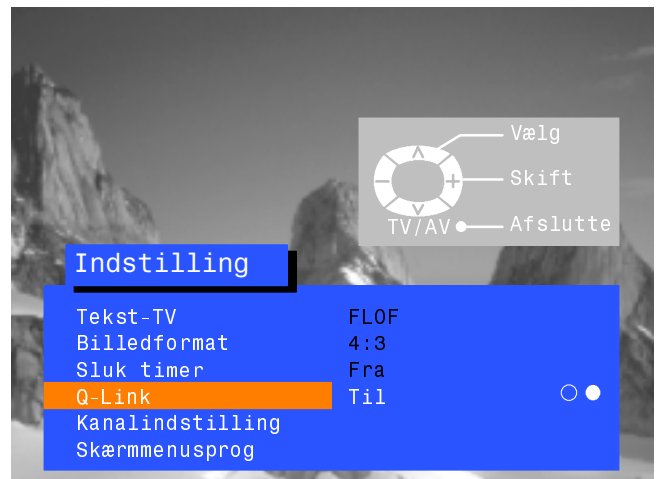 Vælg
Skift
TV/AV Afslutte
Indstilling
Tekst-TV FLOF
Billedformat 4:3
Sluk timer Fra
Q-Link Til
Kanalindstilling
Skærmmenusprog